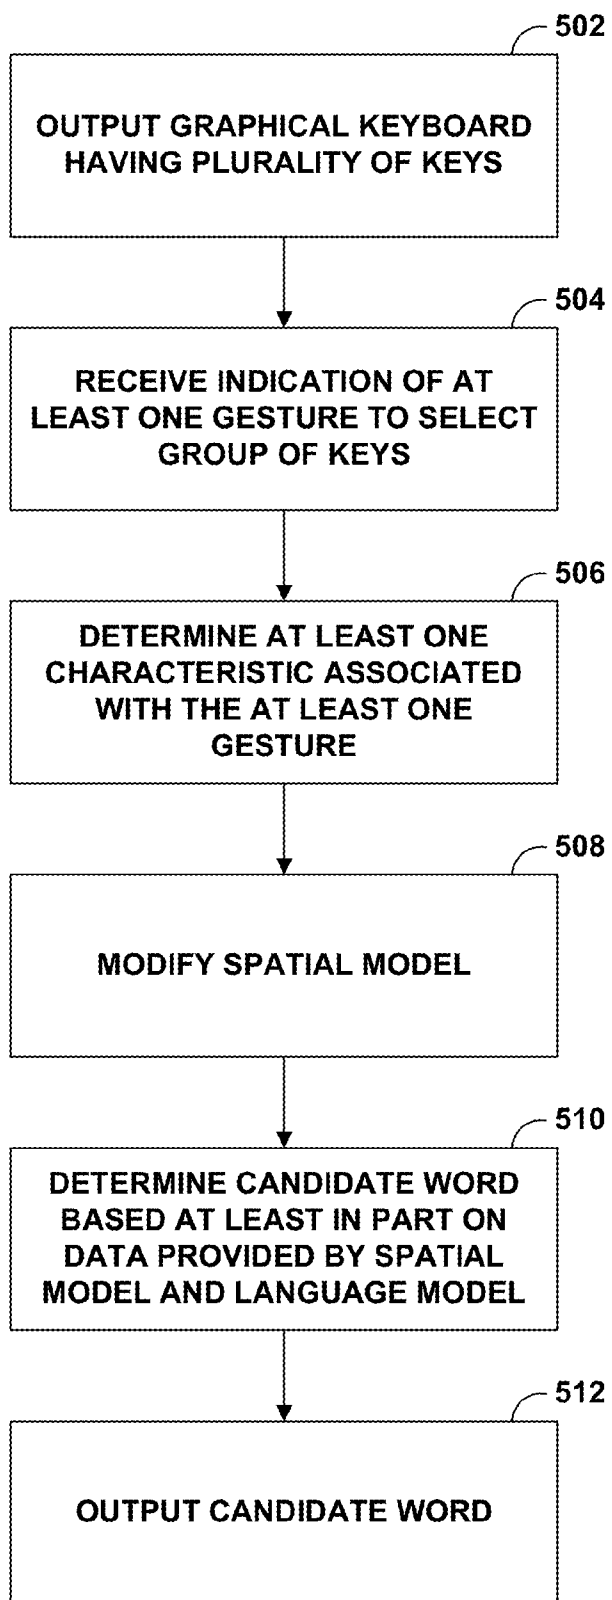 502
OUTPUT GRAPHICAL KEYBOARD
HAVING PLURALITY OF KEYS
504
RECEIVE INDICATION OF AT
LEAST ONE GESTURE TO SELECT
GROUP OF KEYS
506
DETERMINE AT LEAST ONE
CHARACTERISTIC ASSOCIATED
WITH THE AT LEAST ONE
GESTURE
508
MODIFY SPATIAL MODEL
510
DETERMINE CANDIDATE WORD
BASED AT LEAST IN PART ON
DATA PROVIDED BY SPATIAL
MODEL AND LANGUAGE MODEL
512
OUTPUT CANDIDATE WORD